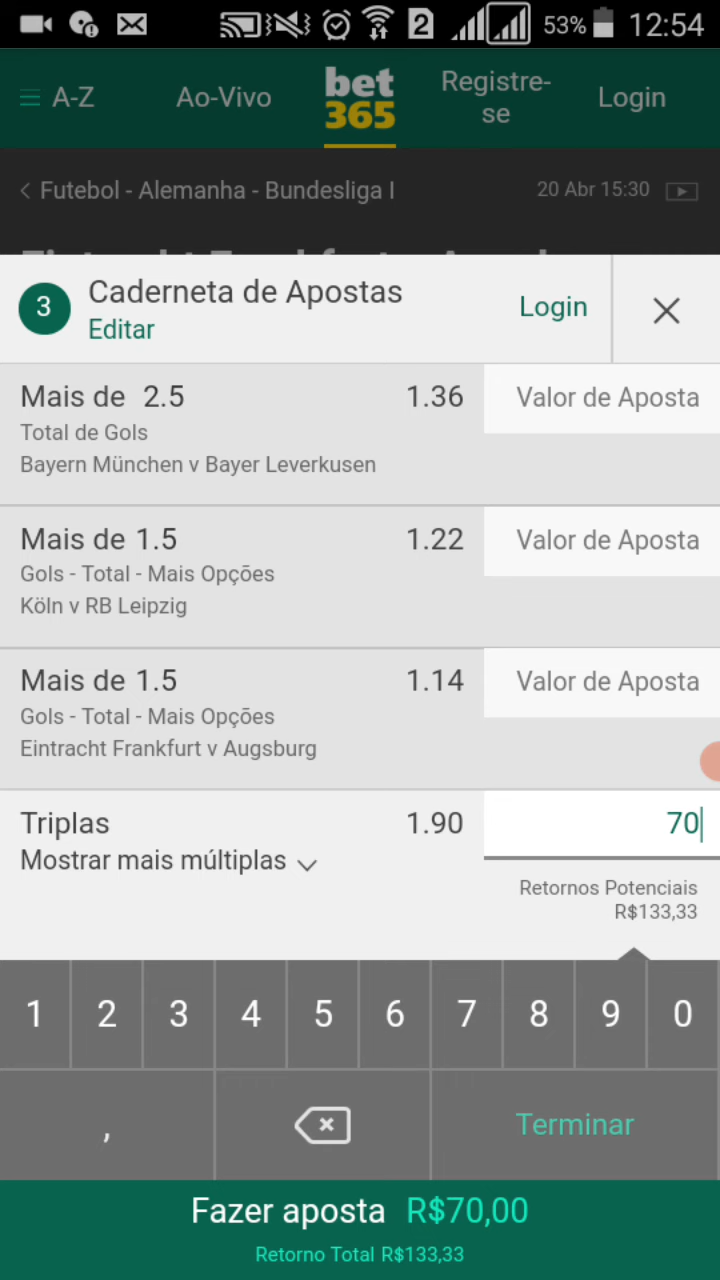 2 53% 12:54
A-Z Ao-Vivo bet365 Registre-se Login
Futebol - Alemanha - Bundesliga I 20 Abr 15:30
3 Caderneta de Apostas Login
Editar
Mais de 2.5 1.36 Valor de Aposta
Total de Gols
Bayern München v Bayer Leverkusen
Mais de 1.5 1.22 Valor de Aposta
Gols - Total - Mais Opções
Köln v RB Leipzig
Mais de 1.5 1.14 Valor de Aposta
Gols - Total - Mais Opções
Eintracht Frankfurt v Augsburg
Triplas 1.90 70
Mostrar mais múltiplas
Retornos Potenciais
R$133,33
1 2 3 4 5 6 7 8 9 0
, Terminar
Fazer aposta R$70,00
Retorno Total R$133,33